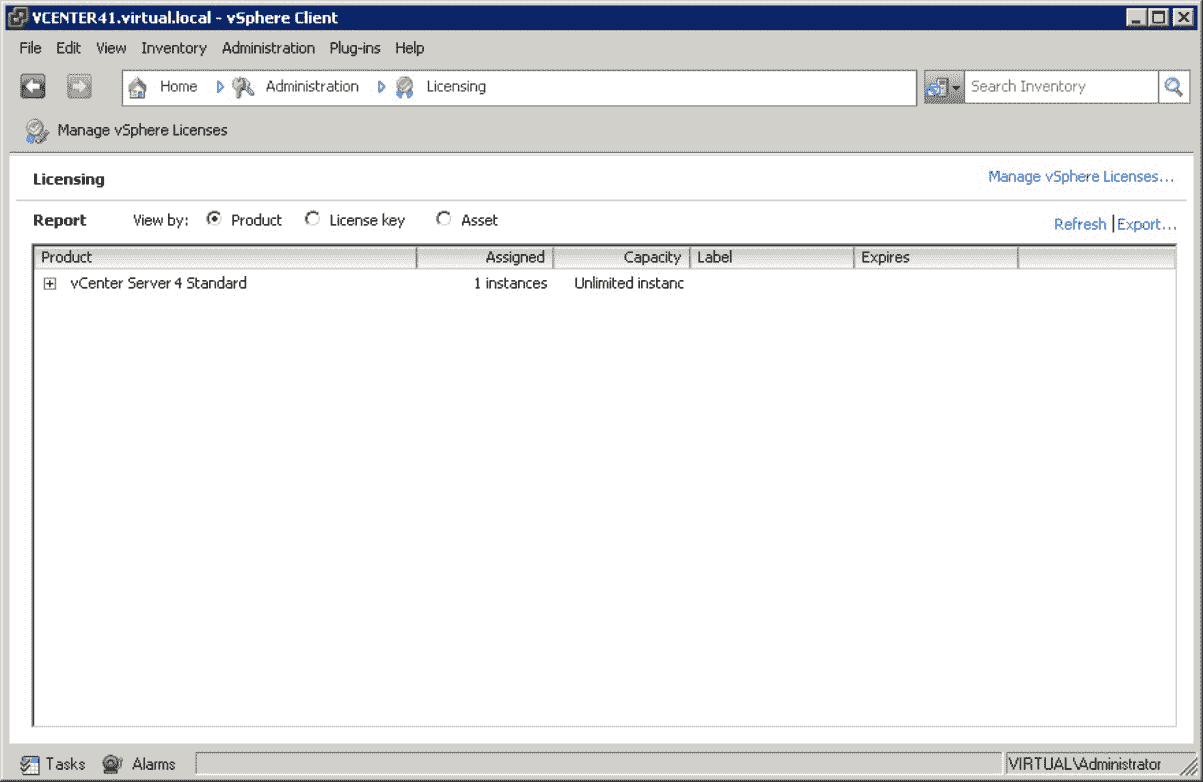 VCENTER41.virtual.local - vSphere Client
File Edit View Inventory Administration Plug-ins Help
Home Administration Licensing Search Inventory
Manage vSphere Licenses
Licensing Manage vSphere Licenses...
Report View by: Product License key Asset Refresh Export...
Product Assigned Capacity Label Expires
vCenter Server 4 Standard 1 instances Unlimited instanc
Tasks Alarms VIRTUAL\Administrator